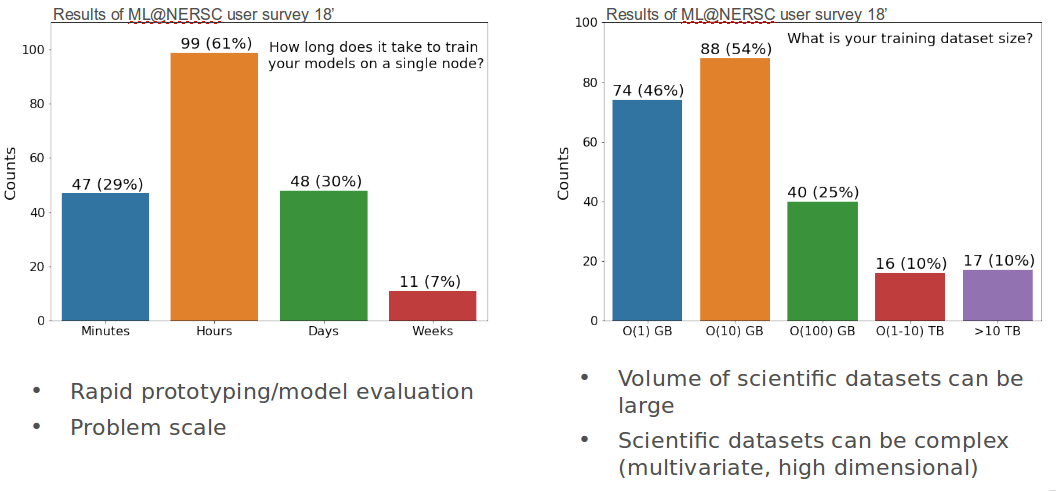 Results of ML@NERSC user survey 18’
How long does it take to train
your models on a single node?
99 (61%)
47 (29%)
48 (30%)
11 (7%)
Counts
100
80
60
40
20
0
Minutes Hours Days Weeks
• Rapid prototyping/model evaluation
• Problem scale
Results of ML@NERSC user survey 18’
What is your training dataset size?
88 (54%)
74 (46%)
40 (25%)
16 (10%) 17 (10%)
Counts
100
80
60
40
20
0
O(1) GB O(10) GB O(100) GB O(1-10) TB >10 TB
• Volume of scientific datasets can be
large
• Scientific datasets can be complex
(multivariate, high dimensional)